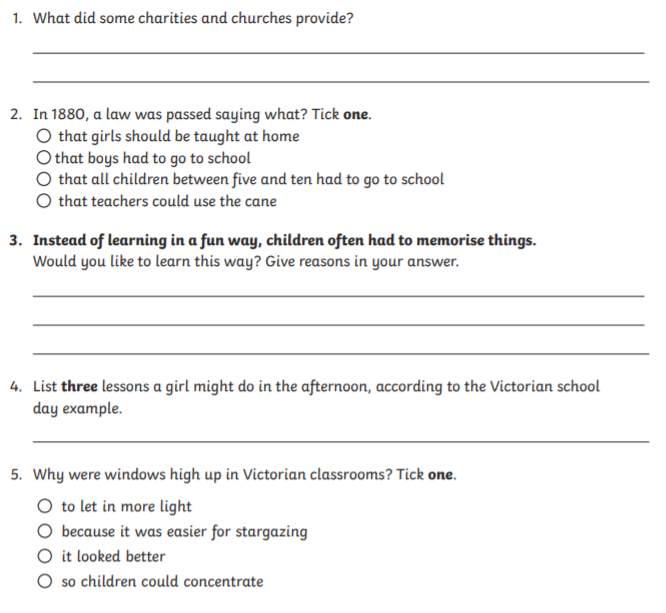 1. What did some charities and churches provide?
2. In 1880, a law was passed saying what? Tick one.
that girls should be taught at home
that boys had to go to school
that all children between five and ten had to go to school
that teachers could use the cane
3. Instead of learning in a fun way, children often had to memorise things.
Would you like to learn this way? Give reasons in your answer.
4. List three lessons a girl might do in the afternoon, according to the Victorian school
day example.
5. Why were windows high up in Victorian classrooms? Tick one.
to let in more light
because it was easier for stargazing
it looked better
so children could concentrate